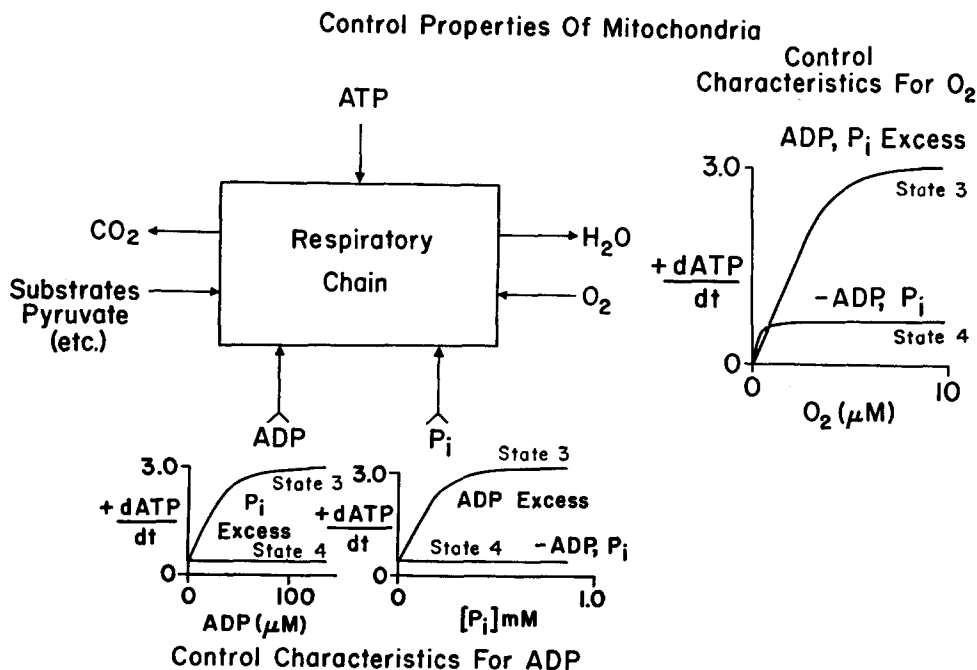 Control Properties Of Mitochondria
Control
Characteristics For O₂
ATP
CO₂
Respiratory
Chain
H₂O
Substrates
Pyruvate
(etc.)
O₂
ADP
Pᵢ
ADP, Pᵢ Excess
3.0
State 3
+dATP
dt
-ADP, Pᵢ
State 4
0
0
10
O₂ (μM)
3.0
State 3
Pᵢ
Excess
+dATP
dt
State 4
0
0
100
ADP (μM)
3.0
State 3
ADP Excess
+dATP
dt
State 4
-ADP, Pᵢ
0
0
1.0
[Pᵢ]mM
Control Characteristics For ADP